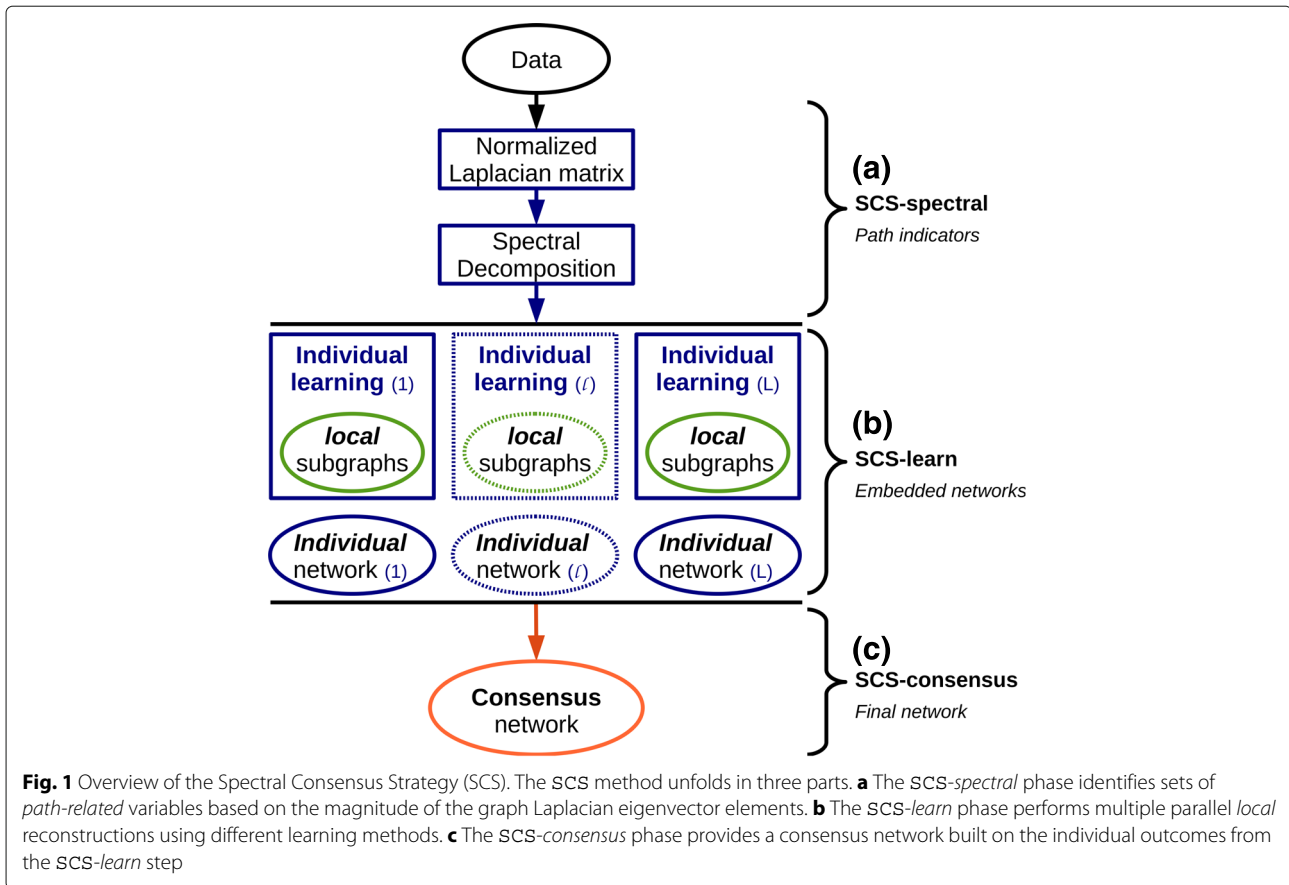 Data
Normalized
Laplacian matrix
Spectral
Decomposition
(a)
SCS-spectral
Path indicators
Individual
learning (1)
local
subgraphs
Individual
learning (l)
local
subgraphs
Individual
learning (L)
local
subgraphs
Individual
network (1)
Individual
network (l)
Individual
network (L)
(b)
SCS-learn
Embedded networks
Consensus
network
(c)
SCS-consensus
Final network
Fig. 1 Overview of the Spectral Consensus Strategy (SCS). The SCS method unfolds in three parts. a The SCS-spectral phase identifies sets of
path-related variables based on the magnitude of the graph Laplacian eigenvector elements. b The SCS-learn phase performs multiple parallel local
reconstructions using different learning methods. c The SCS-consensus phase provides a consensus network built on the individual outcomes from
the SCS-learn step